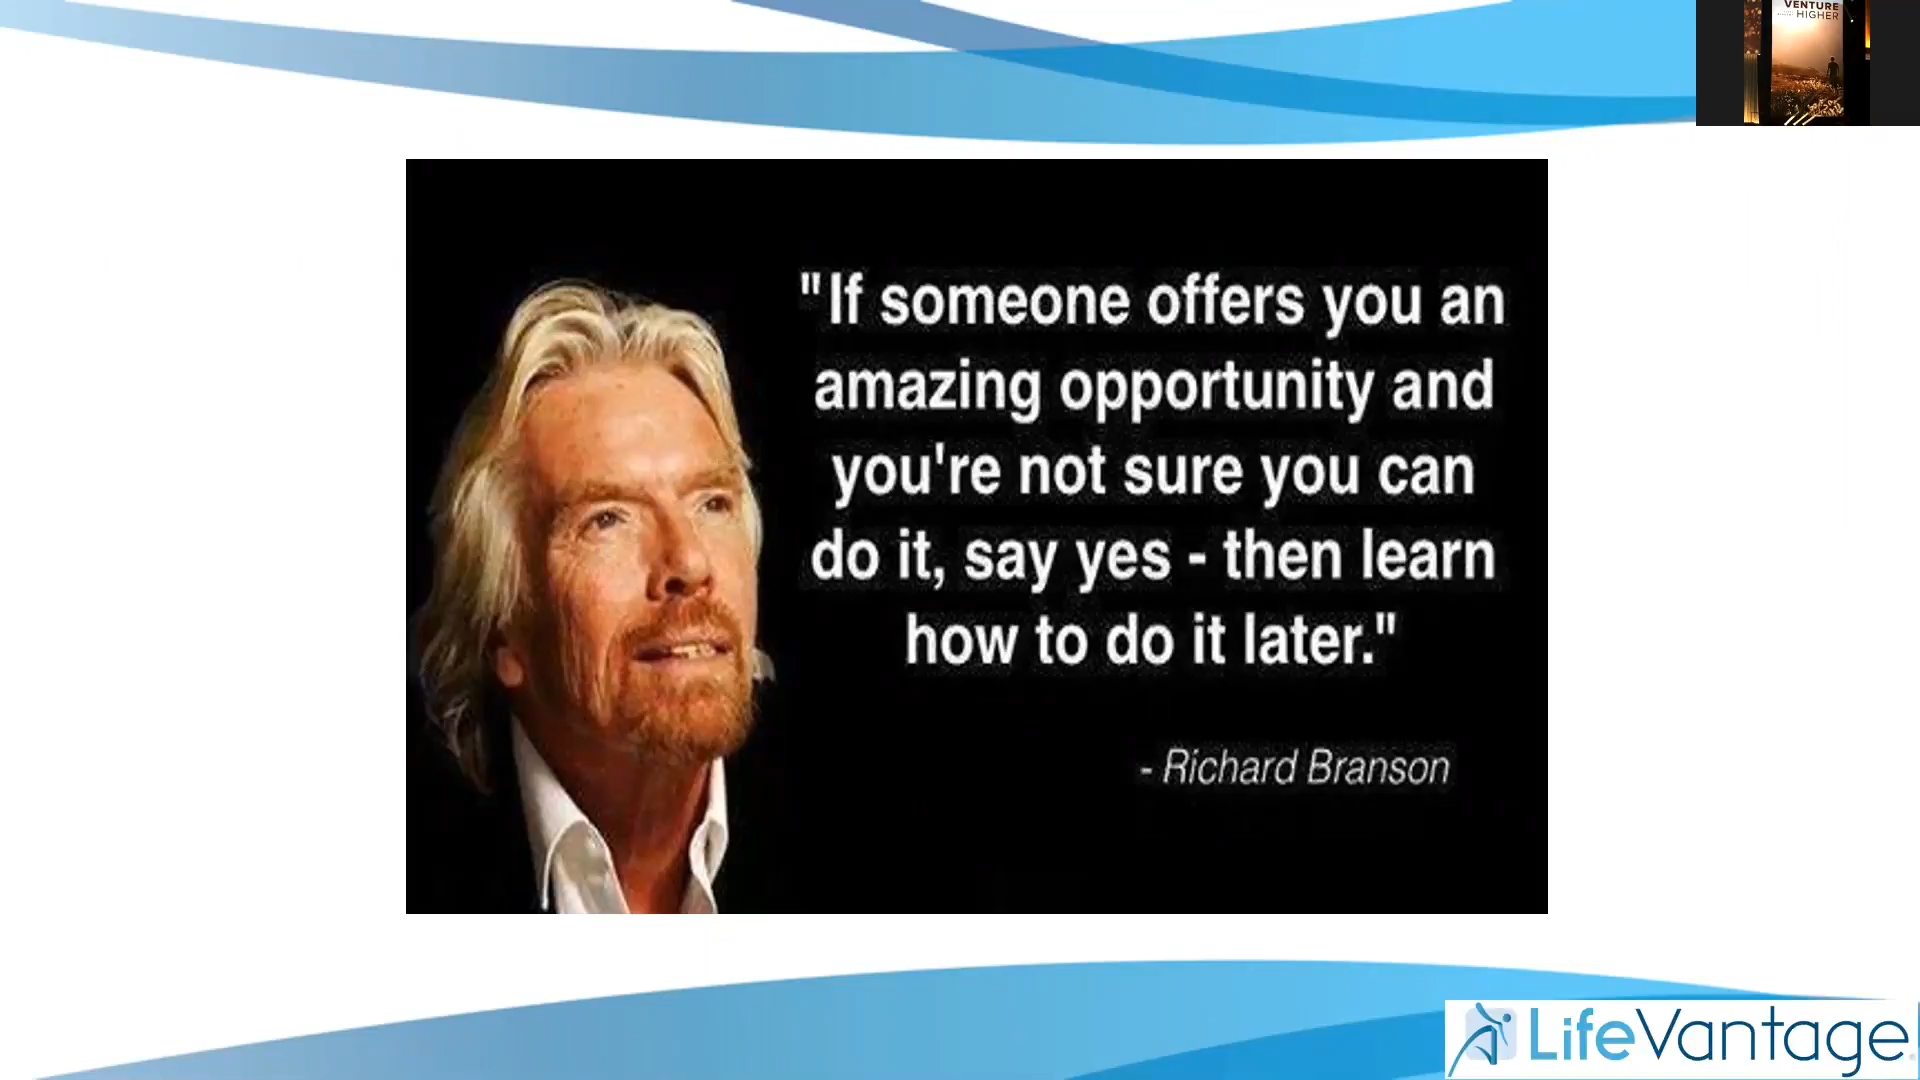 VENTURE
HIGHER
"If someone offers you an
amazing opportunity and
you're not sure you can
do it, say yes - then learn
how to do it later."
- Richard Branson
LifeVantage